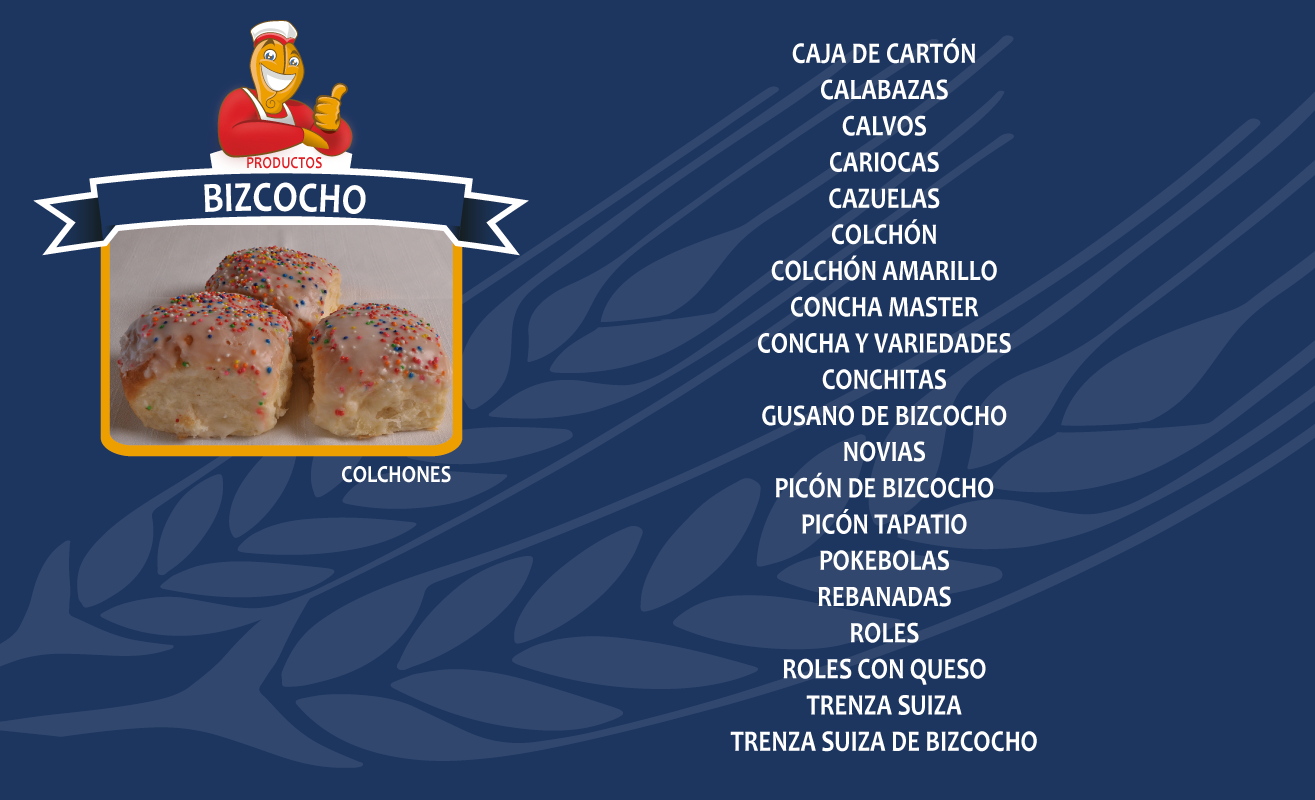 PRODUCTOS
BIZCOCHO
COLCHONES
CAJA DE CARTÓN
CALABAZAS
CALVOS
CARIOCAS
CAZUELAS
COLCHÓN
COLCHÓN AMARILLO
CONCHA MASTER
CONCHA Y VARIEDADES
CONCHITAS
GUSANO DE BIZCOCHO
NOVIAS
PICÓN DE BIZCOCHO
PICÓN TAPATIO
POKEBOLAS
REBANADAS
ROLES
ROLES CON QUESO
TRENZA SUIZA
TRENZA SUIZA DE BIZCOCHO